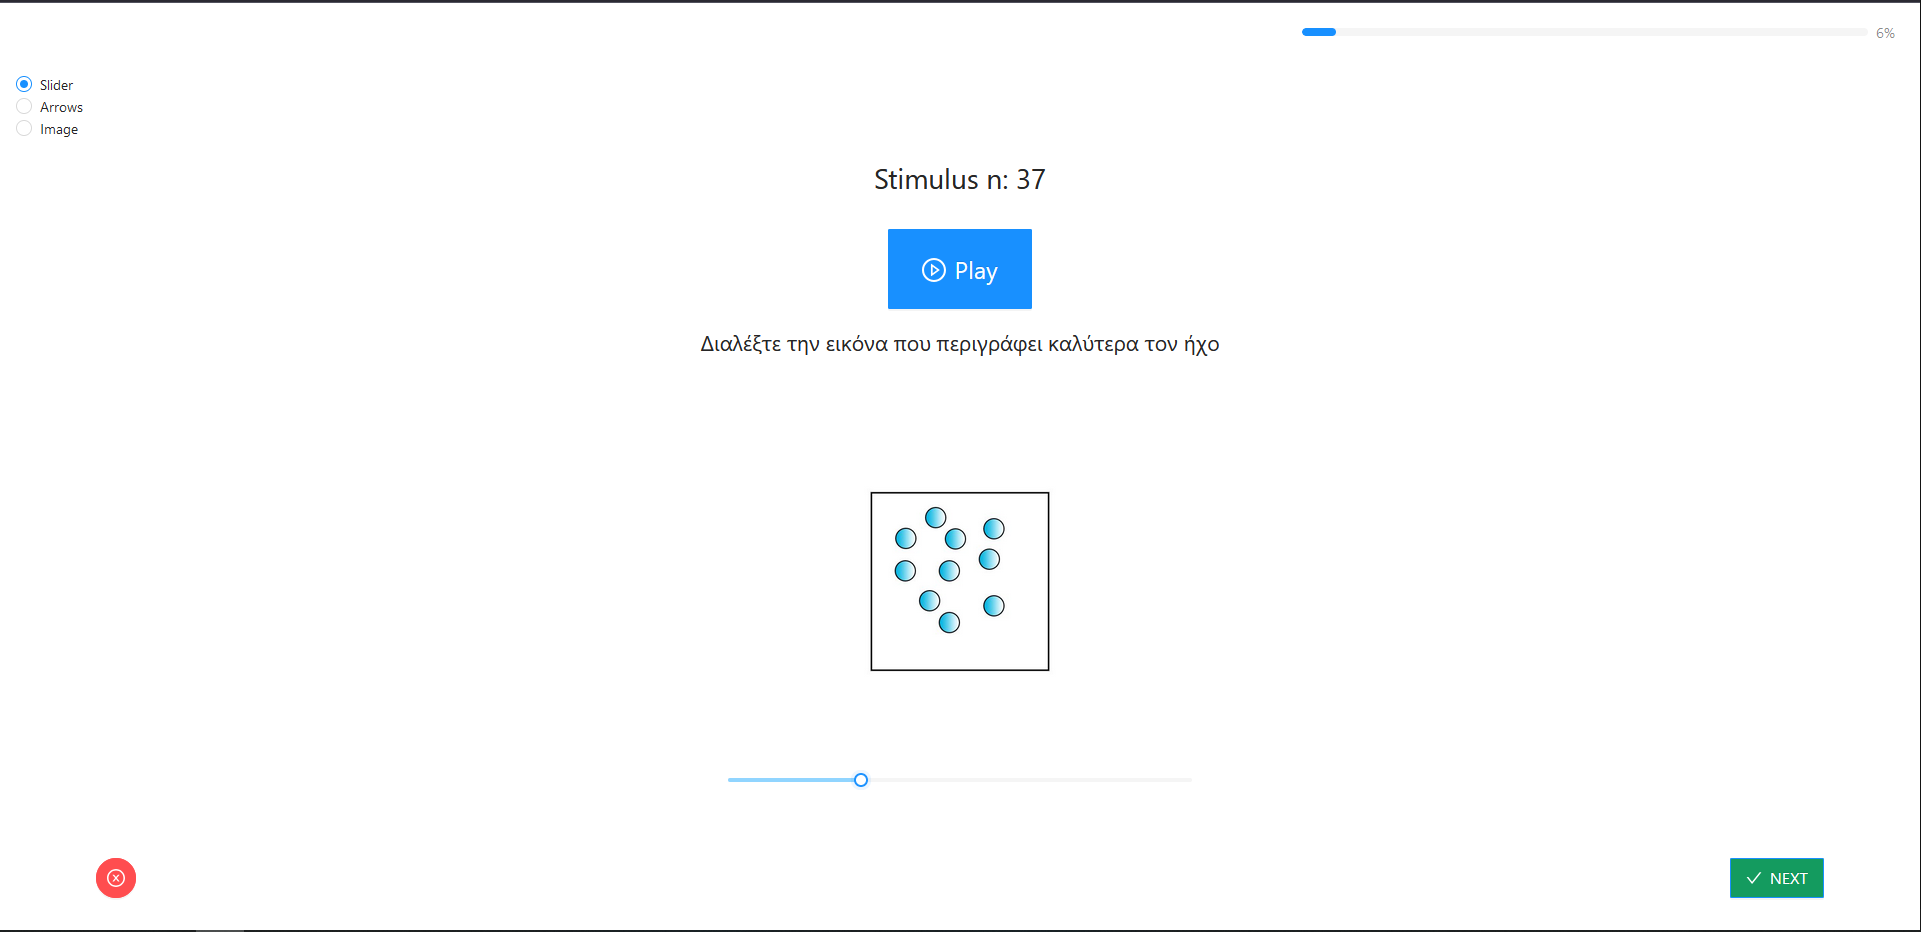 6%
Slider
Arrows
Image
Stimulus n: 37
Play
Διαλέξτε την εικόνα που περιγράφει καλύτερα τον ήχο
NEXT